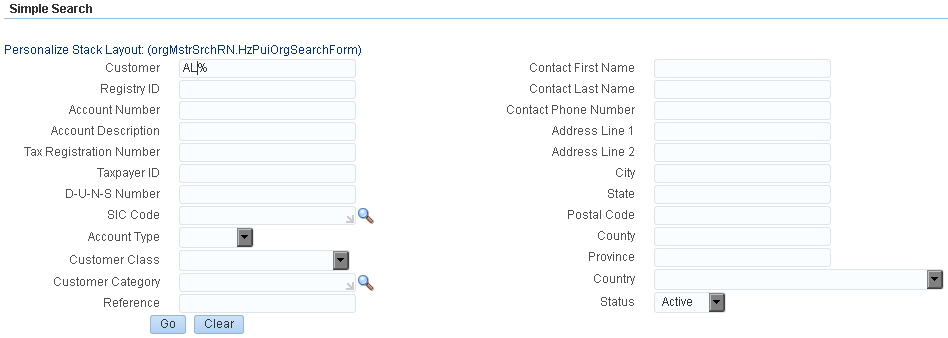 Simple Search
Personalize Stack Layout: (orgMstrSrchRN.HzPuiOrgSearchForm)
Customer AL%
Registry ID
Account Number
Account Description
Tax Registration Number
Taxpayer ID
D-U-N-S Number
SIC Code
Account Type
Customer Class
Customer Category
Reference
Go Clear
Contact First Name
Contact Last Name
Contact Phone Number
Address Line 1
Address Line 2
City
State
Postal Code
County
Province
Country
Status Active